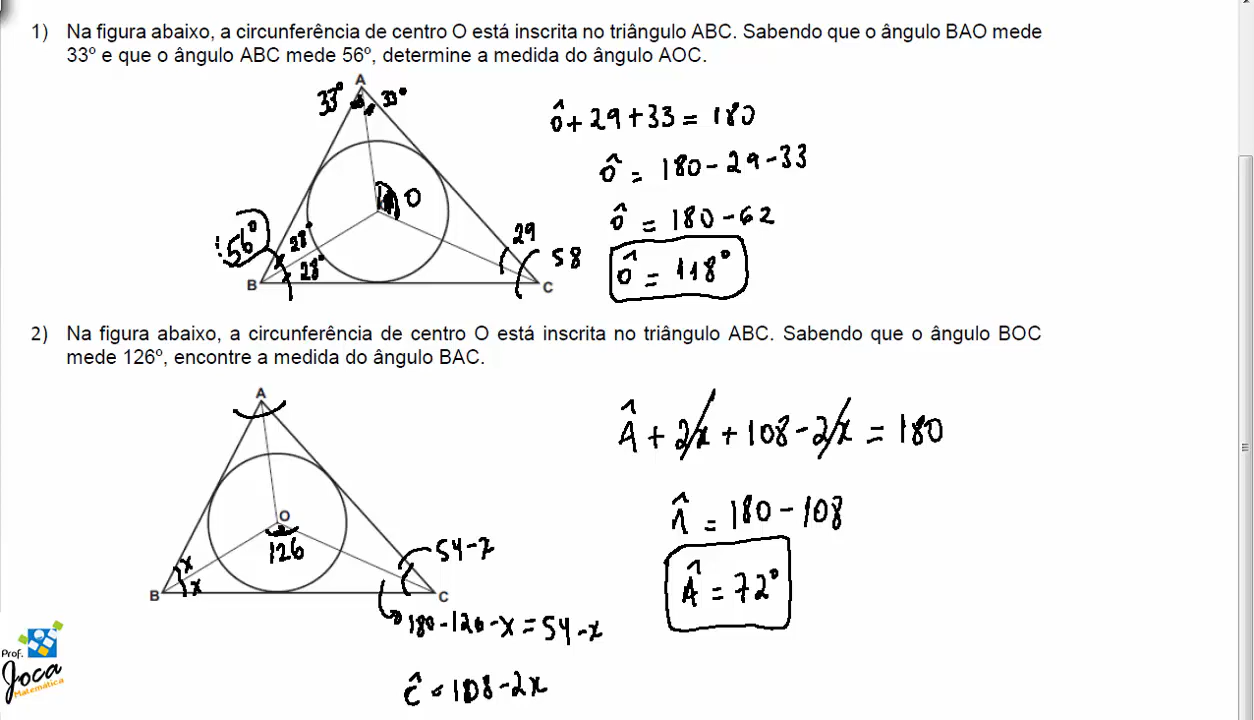 1) Na figura abaixo, a circunferência de centro O está inscrita no triângulo ABC. Sabendo que o ângulo BAO mede
33º e que o ângulo ABC mede 56º, determine a medida do ângulo AOC.
A
33° 33°
Ô + 29 + 33 = 180
Ô = 180 - 29 - 33
O
Ô = 180 - 62
56° 28° 29
28° 58
Ô = 118°
B C
2) Na figura abaixo, a circunferência de centro O está inscrita no triângulo ABC. Sabendo que o ângulo BOC
mede 126º, encontre a medida do ângulo BAC.
A
Â + 2x + 108 - 2x = 180
Â = 180 - 108
O
126 54-x
x
x
Â = 72°
B C
180 - 126 - x = 54 - x
Ĉ = 108 - 2x
Prof.
Joca
Matemática